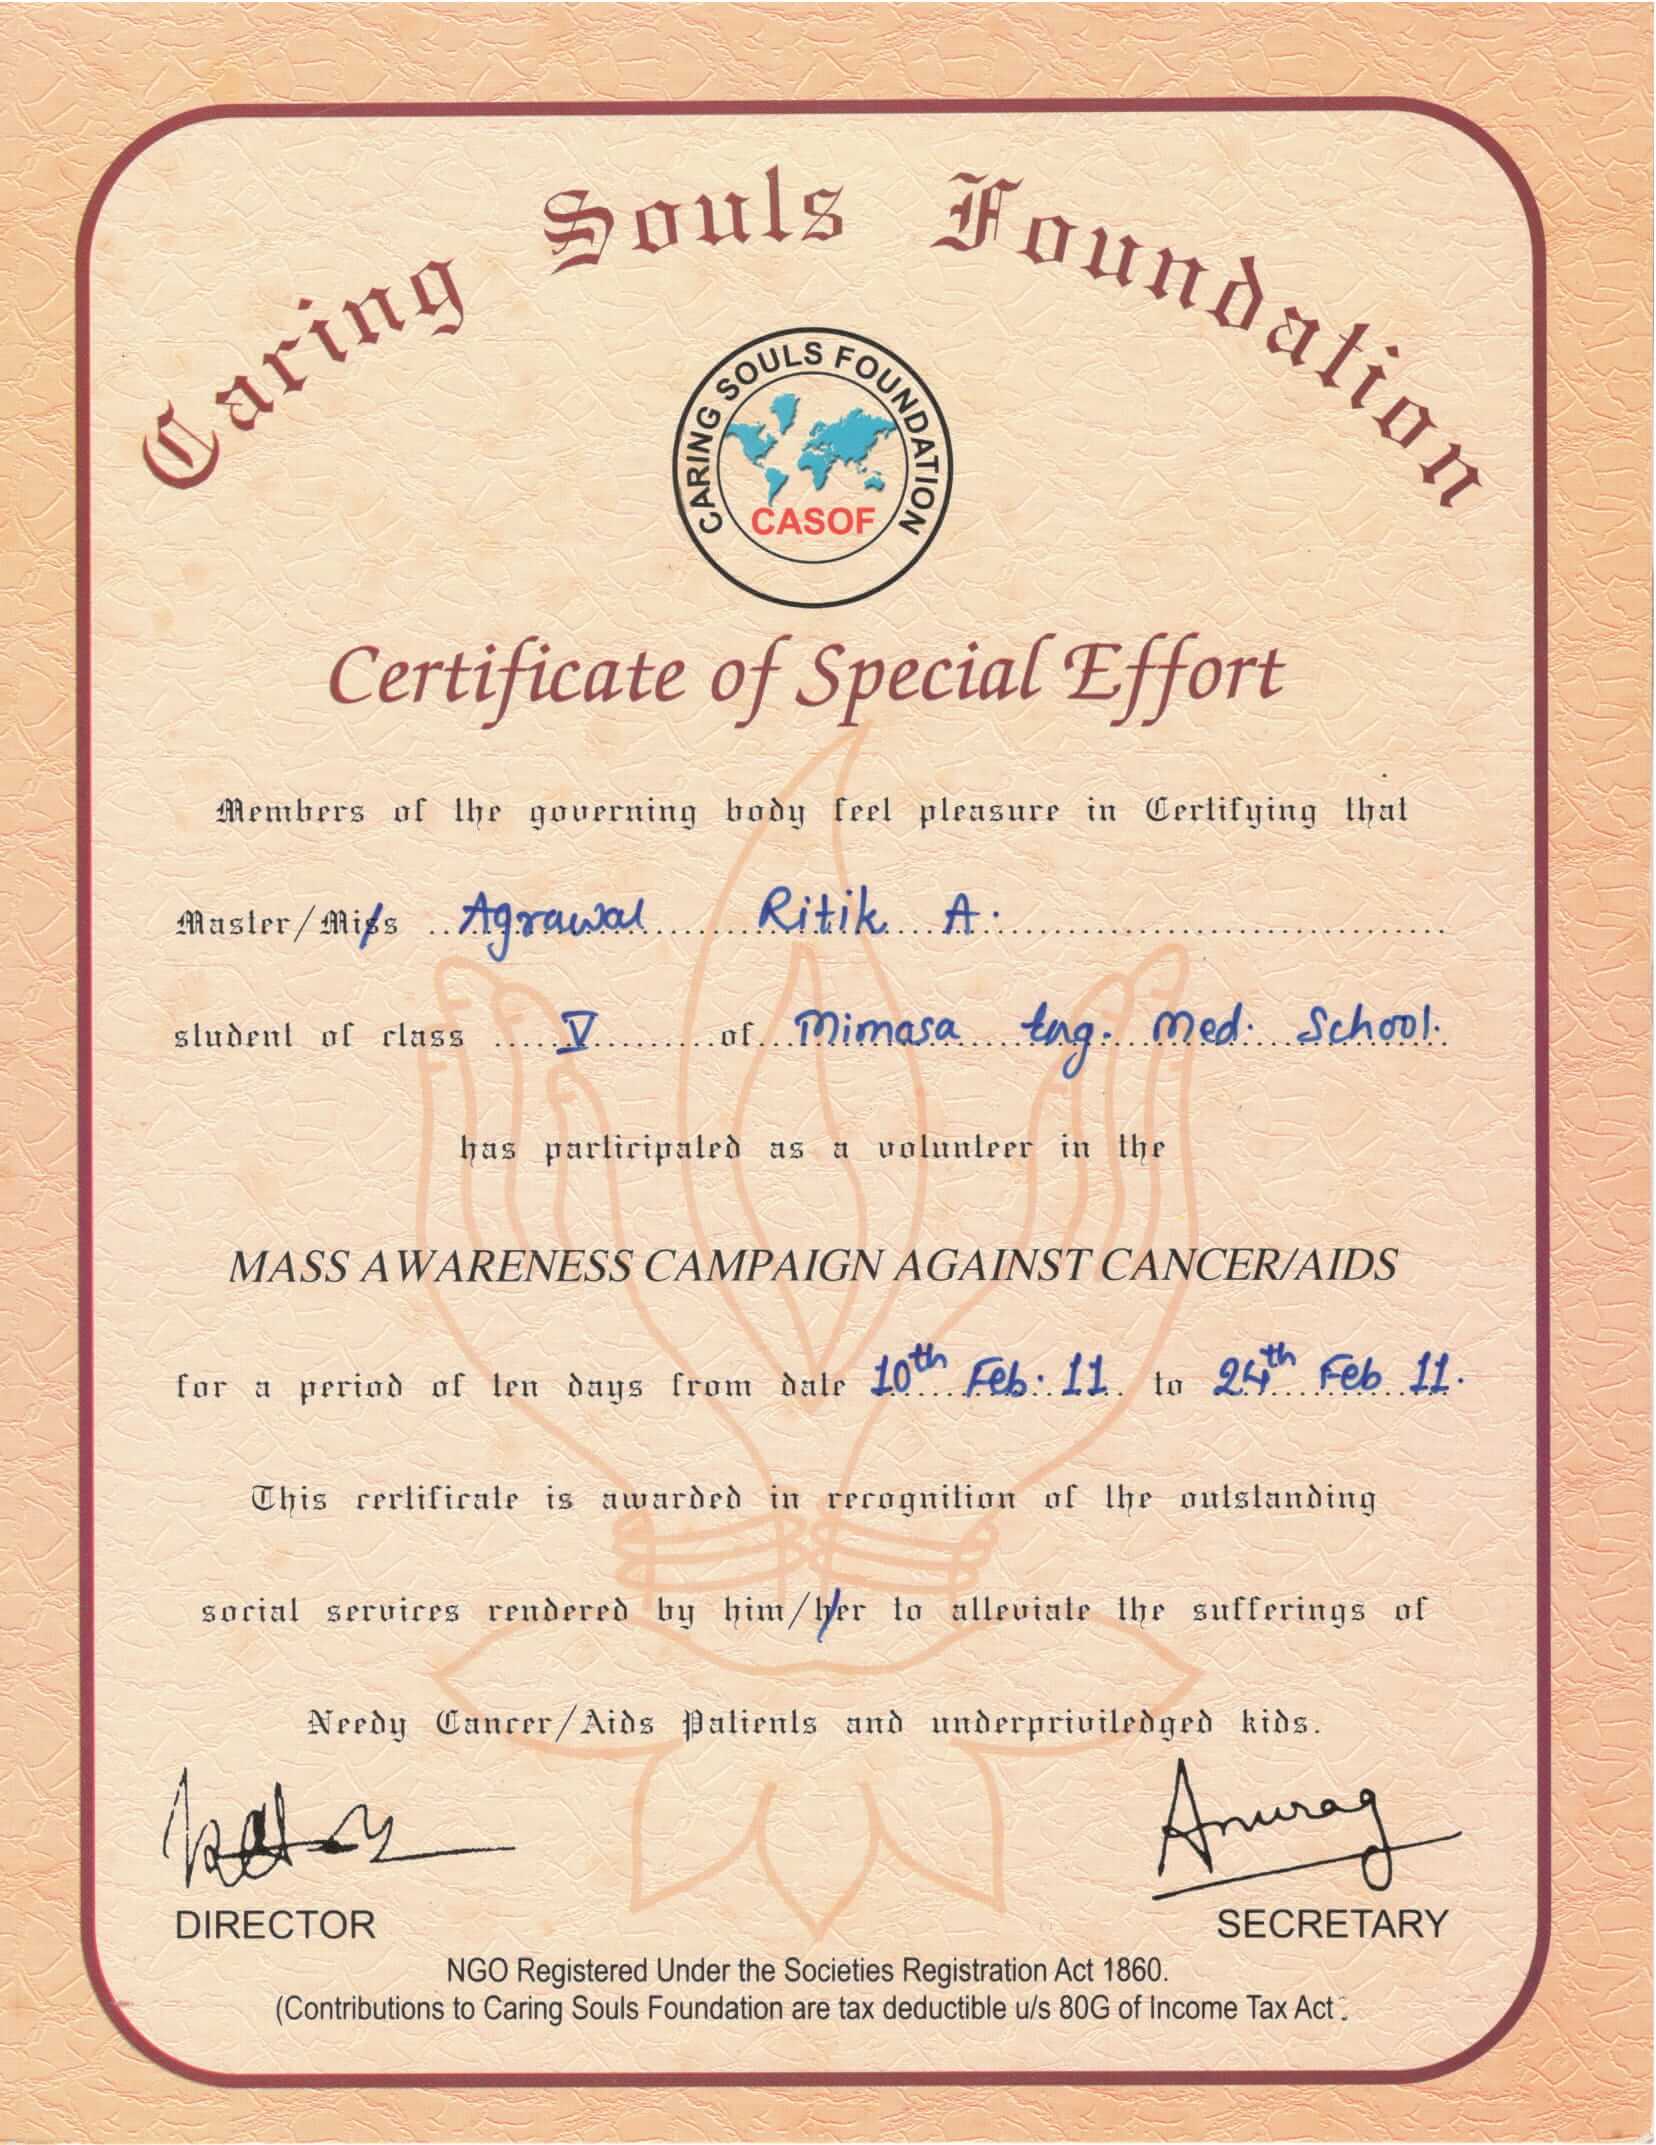 Caring Souls Foundation
CARING SOULS FOUNDATION
CASOF
Certificate of Special Effort
Members of the governing body feel pleasure in Certifying that
Master/Miss Agrawal Ritik A.
student of class V of Mimosa Eng. Med. School.
has participated as a volunteer in the
MASS AWARENESS CAMPAIGN AGAINST CANCER/AIDS
for a period of ten days from date 10th Feb. 11 to 24th Feb 11.
This certificate is awarded in recognition of the outstanding
social services rendered by him/her to alleviate the sufferings of
Needy Cancer/Aids Patients and underpriviledged kids.
Anurag
DIRECTOR
SECRETARY
NGO Registered Under the Societies Registration Act 1860.
(Contributions to Caring Souls Foundation are tax deductible u/s 80G of Income Tax Act